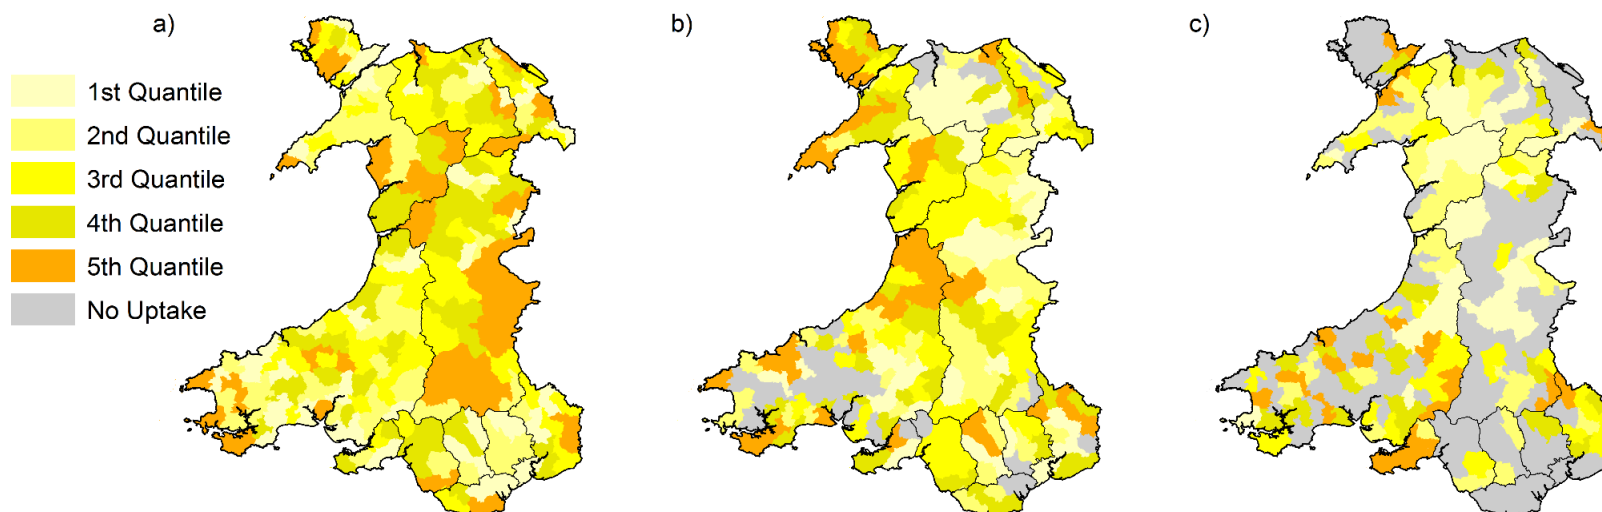 a)
b)
c)
1st Quantile
2nd Quantile
3rd Quantile
4th Quantile
5th Quantile
No Uptake